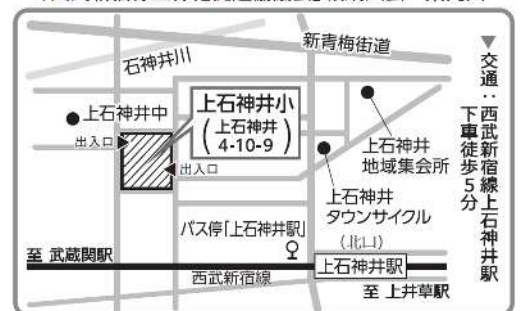 新青梅街道
石神井川
▼交通：西武新宿線上石神井駅
下車徒歩5分
上石神井中
上石神井小
(上石神井
4-10-9)
出入口
出入口
上石神井
地域集会所
上石神井
タウンサイクル
バス停「上石神井駅」
(北口)
至 武蔵関駅
上石神井駅
西武新宿線
至 上井草駅